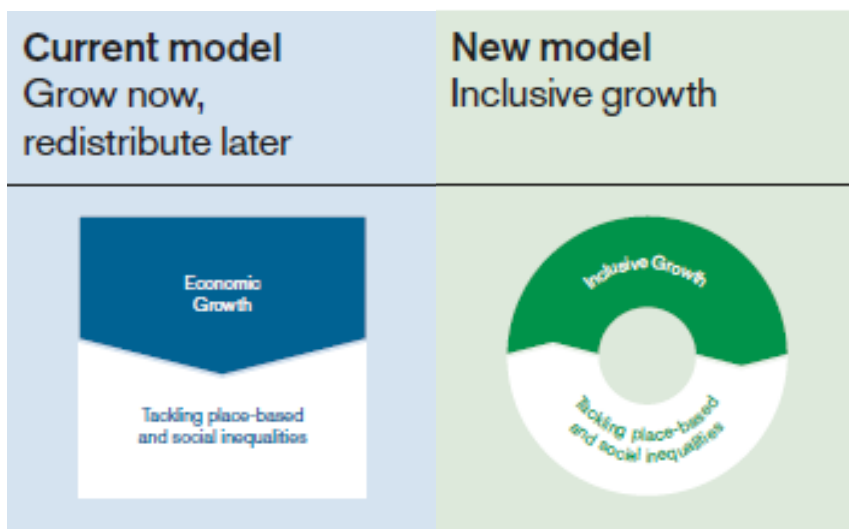 Current model
Grow now,
redistribute later
New model
Inclusive growth
Economic
Growth
Tackling place-based
and social inequalities
Inclusive Growth
Tackling place-based
and social inequalities